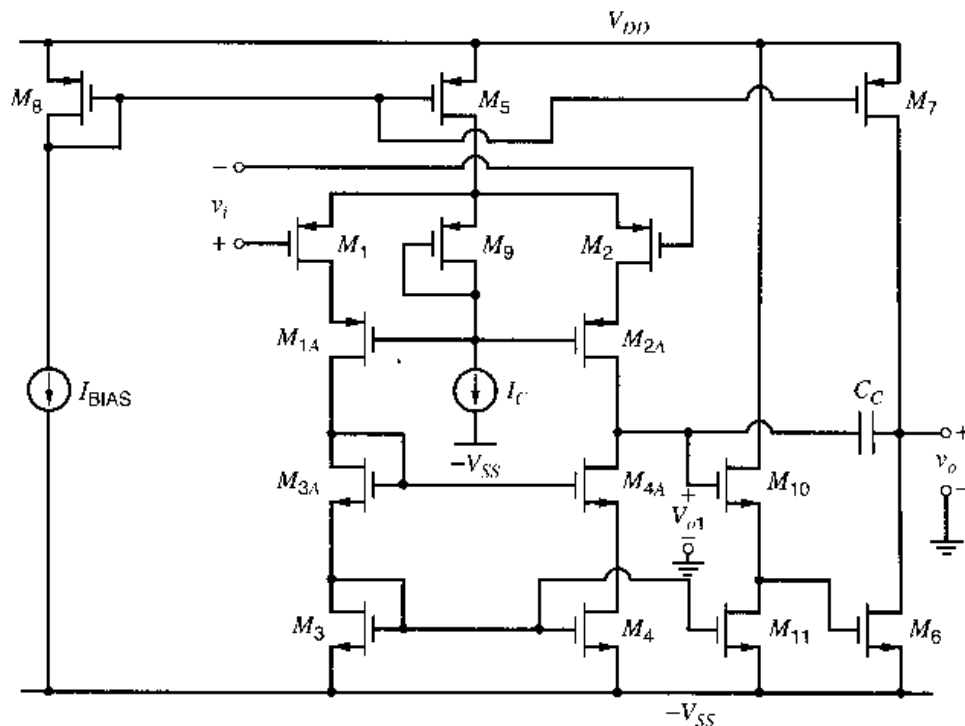 V_DD
M_8
M_5
M_7
−
v_i
+
M_1
M_9
M_2
M_1A
M_2A
I_BIAS
I_C
C_C
+
v_o
−
−V_SS
M_3A
M_4A
M_10
+
V_o1
−
M_3
M_4
M_11
M_6
−V_SS